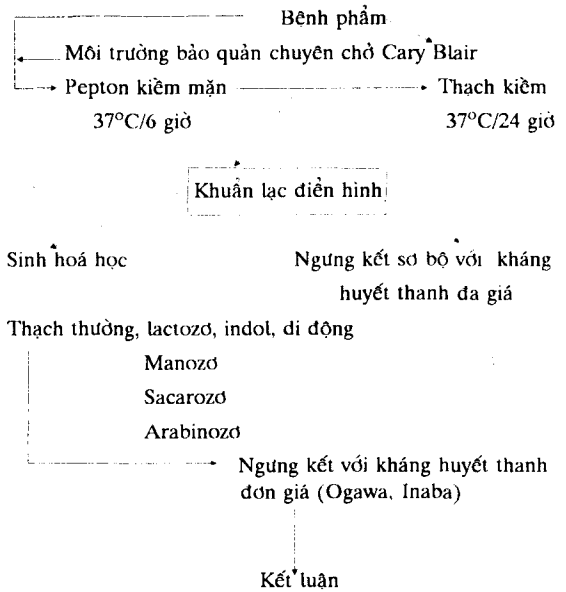 Bệnh phẩm
Môi trường bảo quản chuyên chở Cary Blair
Pepton kiềm mặn Thạch kiềm
37°C/6 giờ 37°C/24 giờ
Khuẩn lạc điển hình
Sinh hoá học Ngưng kết sơ bộ với kháng
huyết thanh đa giá
Thạch thường, lactozơ, indol, di động
Manozơ
Sacarozơ
Arabinozơ
Ngưng kết với kháng huyết thanh
đơn giá (Ogawa, Inaba)
Kết luận